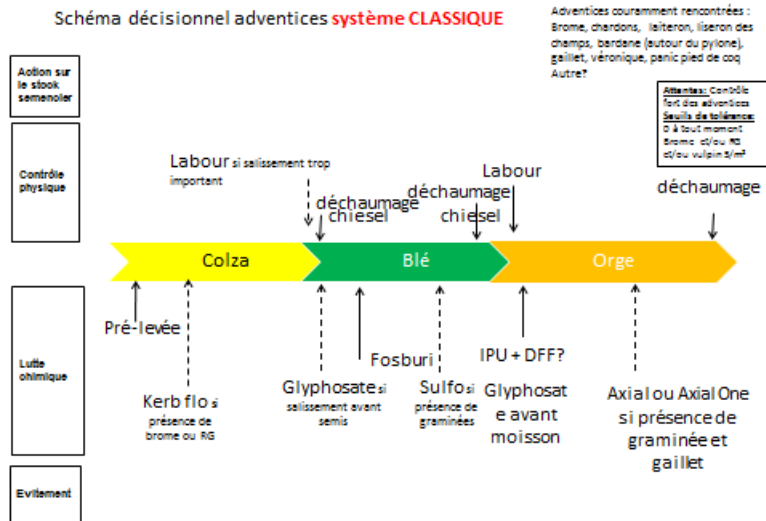 Schéma décisionnel adventices système CLASSIQUE
Adventices couramment rencontrées :
Brome, chardons, laiteron, liseron des
champs, bardane (autour du pylone),
gaillet, véronique, panic pied de coq
Autre?
Action sur
le stock
semencier
Attentes: Contrôle
fort des adventices
Seuils de tolérance:
0 à tout moment
Brome et/ou RG
et/ou vulpin 5/m²
Contrôle
physique
Labour si salissement trop
important
déchaumage
chiesel
déchaumage
chiesel
Labour
déchaumage
Colza
Blé
Orge
Lutte
chimique
Pré-levée
Kerb flo si
présence de
brome ou RG
Glyphosate si
salissement avant
semis
Fosburi
Sulfo si
présence de
graminées
IPU + DFF?
Glyphosat
e avant
moisson
Axial ou Axial One
si présence de
graminée et
gaillet
Evitement